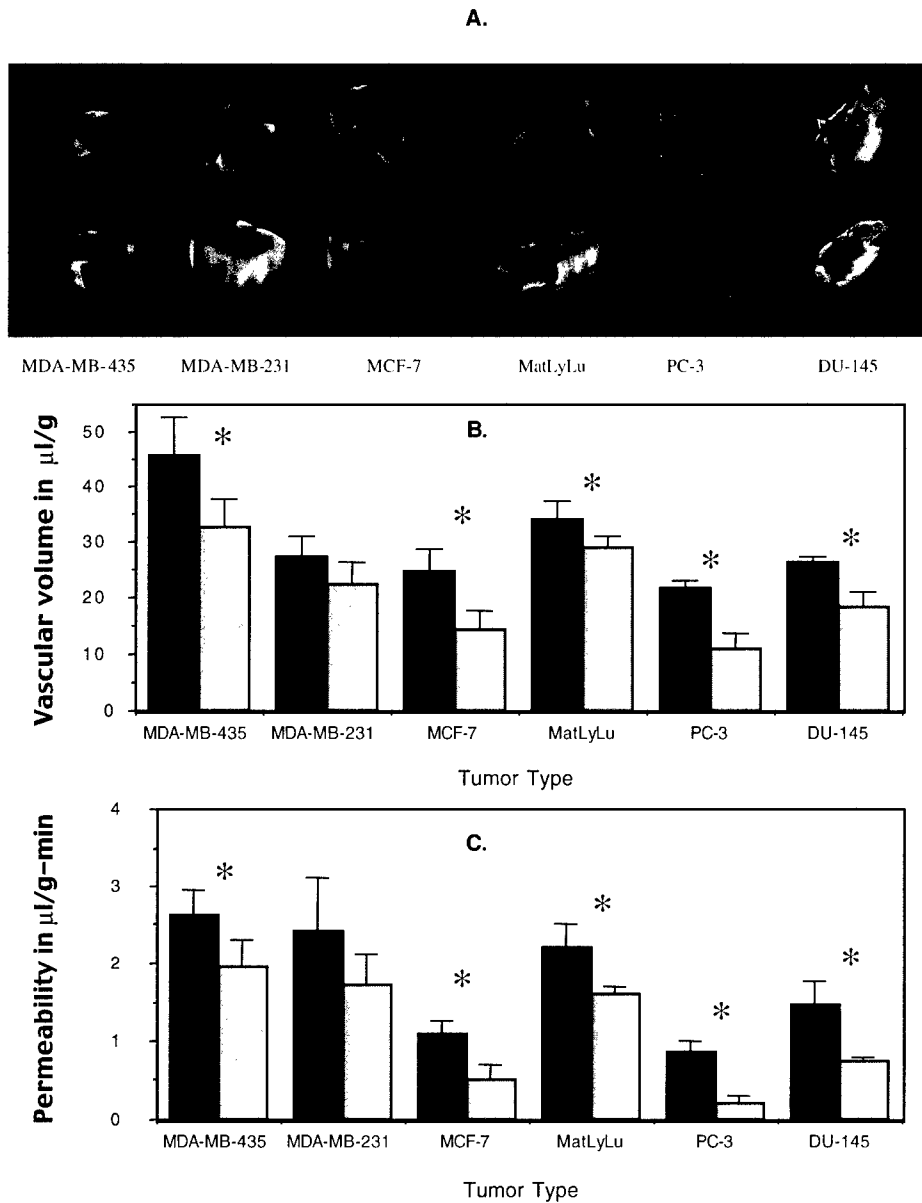 A.
MDA-MB-435 MDA-MB-231 MCF-7 MatLyLu PC-3 DU-145
B.
Vascular volume in µl/g
50
40
30
20
10
0
* * * * *
MDA-MB-435 MDA-MB-231 MCF-7 MatLyLu PC-3 DU-145
Tumor Type
C.
Permeability in µl/g–min
4
3
2
1
0
* * * * *
MDA-MB-435 MDA-MB-231 MCF-7 MatLyLu PC-3 DU-145
Tumor Type